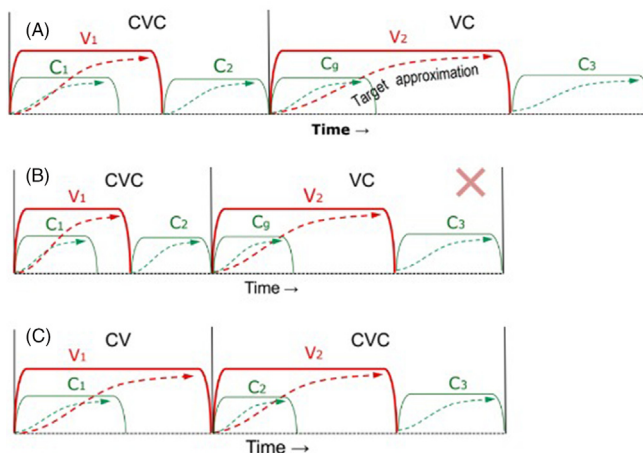 (A) CVC VC
V1 V2
C1 C2 Cg C3
Target approximation
Time →
(B) CVC VC
V1 V2
C1 C2 Cg C3
Time →
(C) CV CVC
V1 V2
C1 C2 C3
Time →